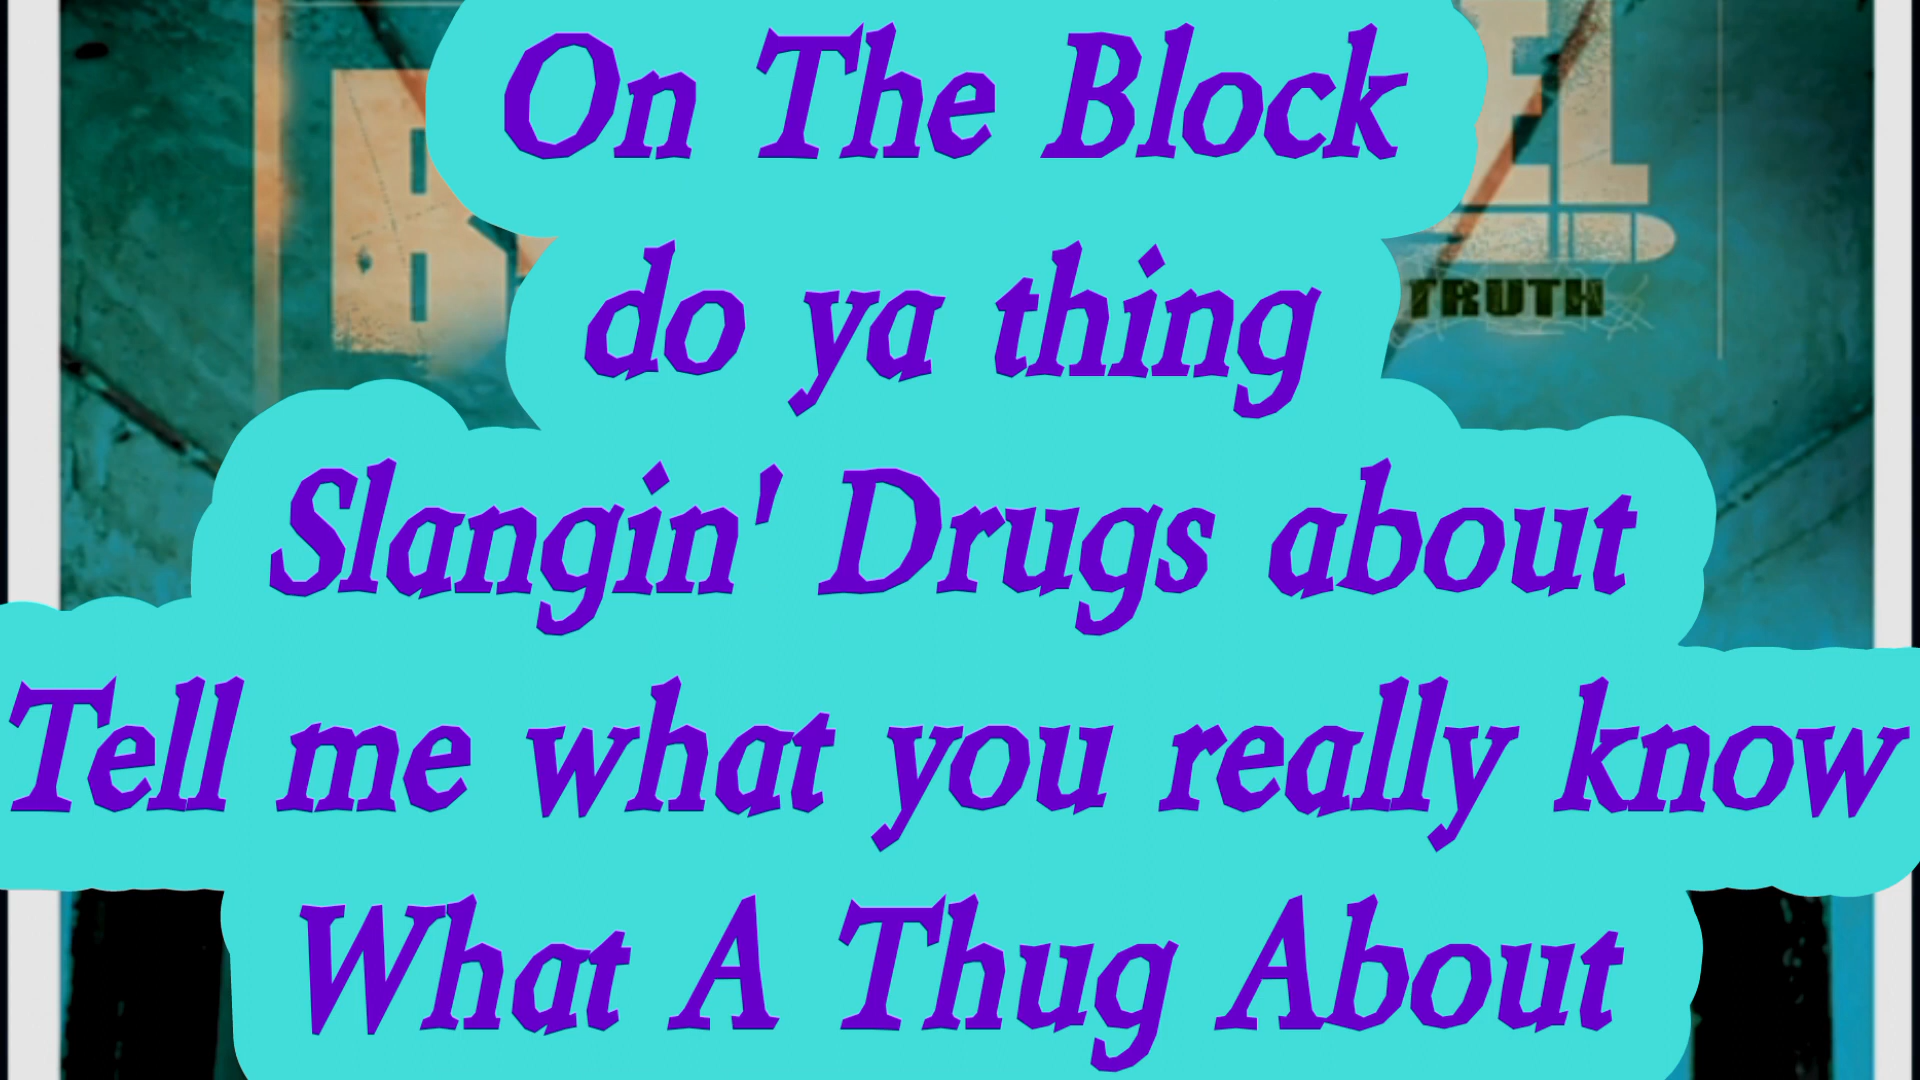 On The Block
do ya thing
Slangin' Drugs about
Tell me what you really know
What A Thug About
TRUTH